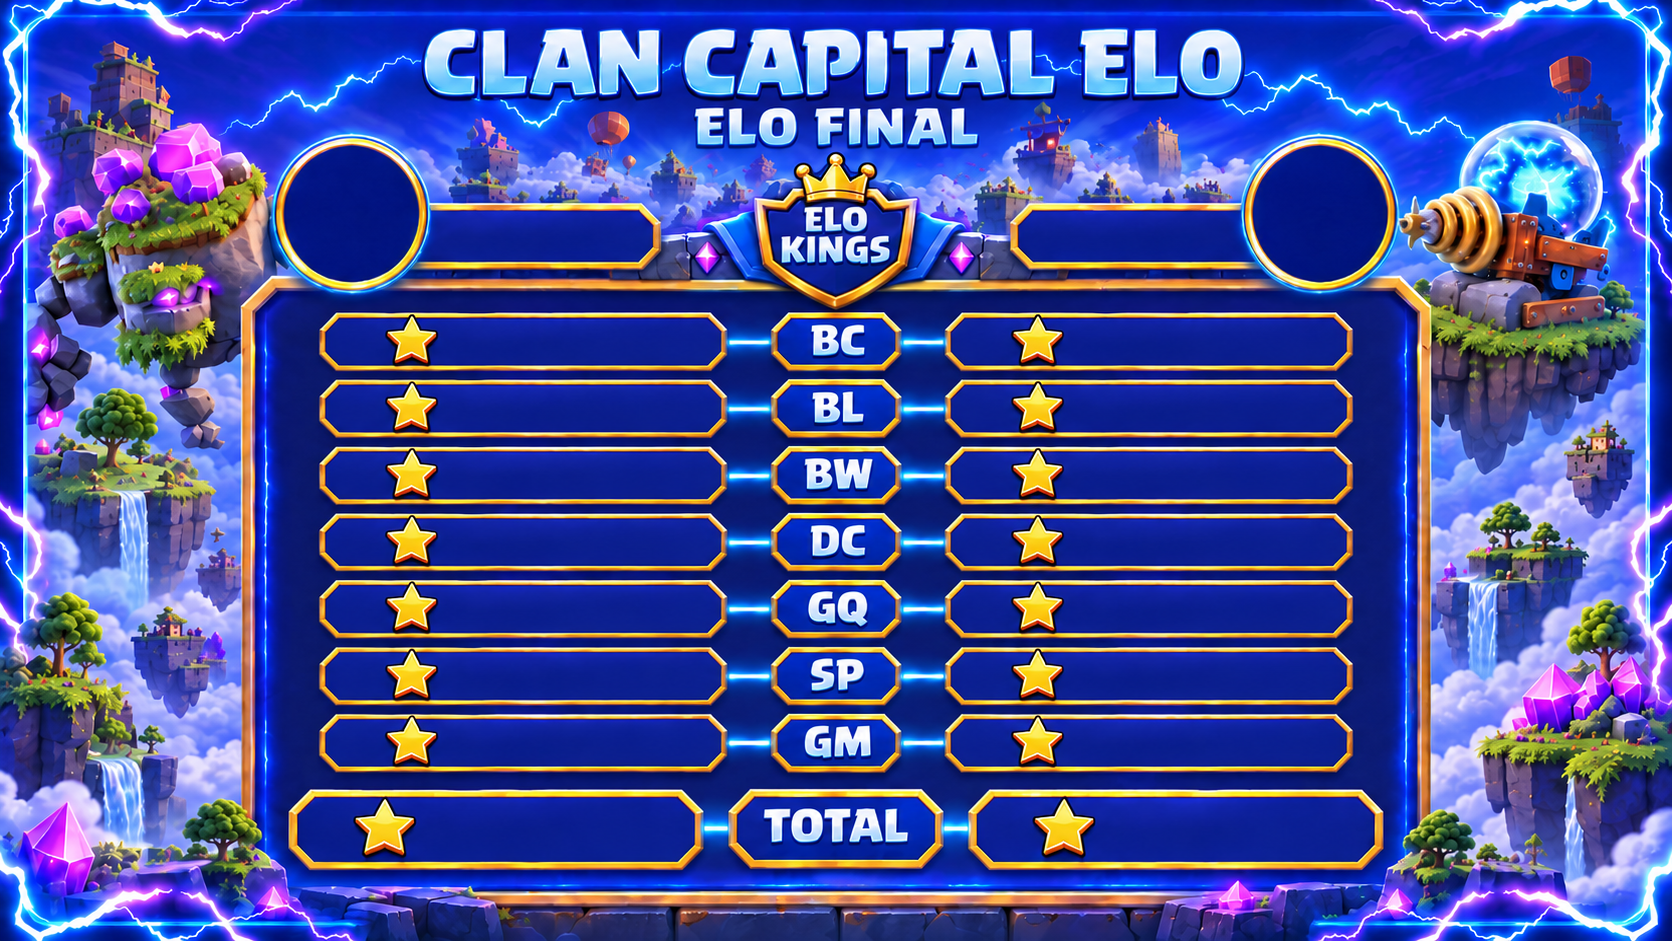 CLAN CAPITAL ELO
ELO FINAL
ELO
KINGS
BC
BL
BW
DC
GQ
SP
GM
TOTAL